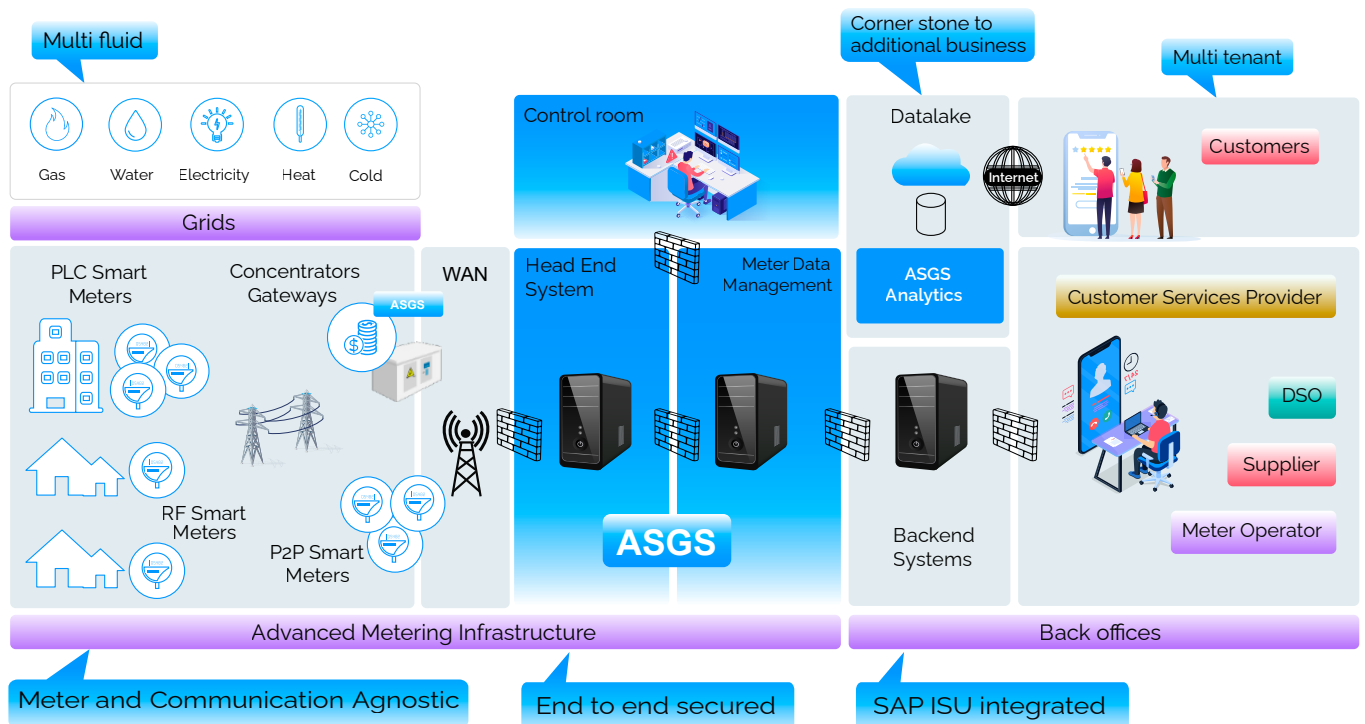 Multi fluid
Corner stone to
additional business
Multi tenant
Gas
Water
Electricity
Heat
Cold
Grids
Control room
Datalake
Internet
Customers
PLC Smart
Meters
Concentrators
Gateways
ASGS
WAN
Head End
System
Meter Data
Management
ASGS
Analytics
Customer Services Provider
DSO
Supplier
Meter Operator
RF Smart
Meters
P2P Smart
Meters
ASGS
Backend
Systems
Advanced Metering Infrastructure
Back offices
Meter and Communication Agnostic
End to end secured
SAP ISU integrated